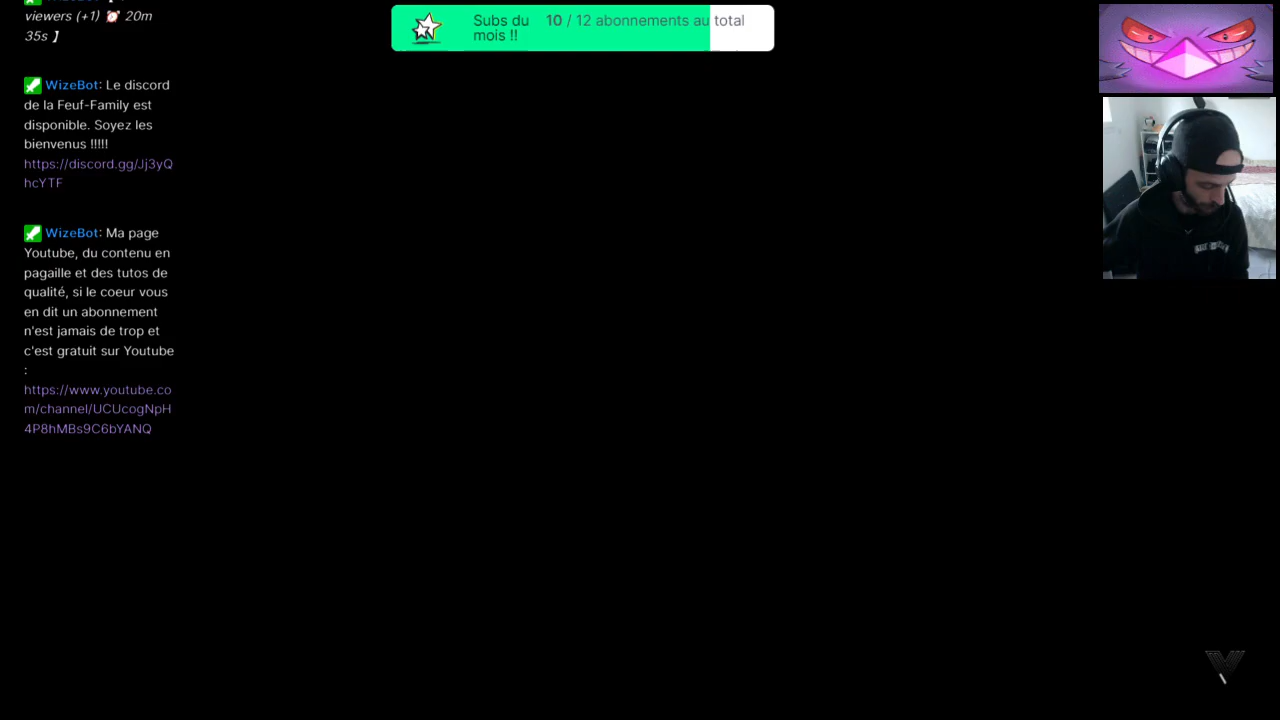 viewers (+1) ⏰ 20m
35s 】
WizeBot: Le discord
de la Feuf-Family est
disponible. Soyez les
bienvenus !!!!!
https://discord.gg/Jj3yQ
hcYTF
WizeBot: Ma page
Youtube, du contenu en
pagaille et des tutos de
qualité, si le coeur vous
en dit un abonnement
n'est jamais de trop et
c'est gratuit sur Youtube
:
https://www.youtube.co
m/channel/UCUcogNpH
4P8hMBs9C6bYANQ
Subs du
mois !!
10 / 12 abonnements au total